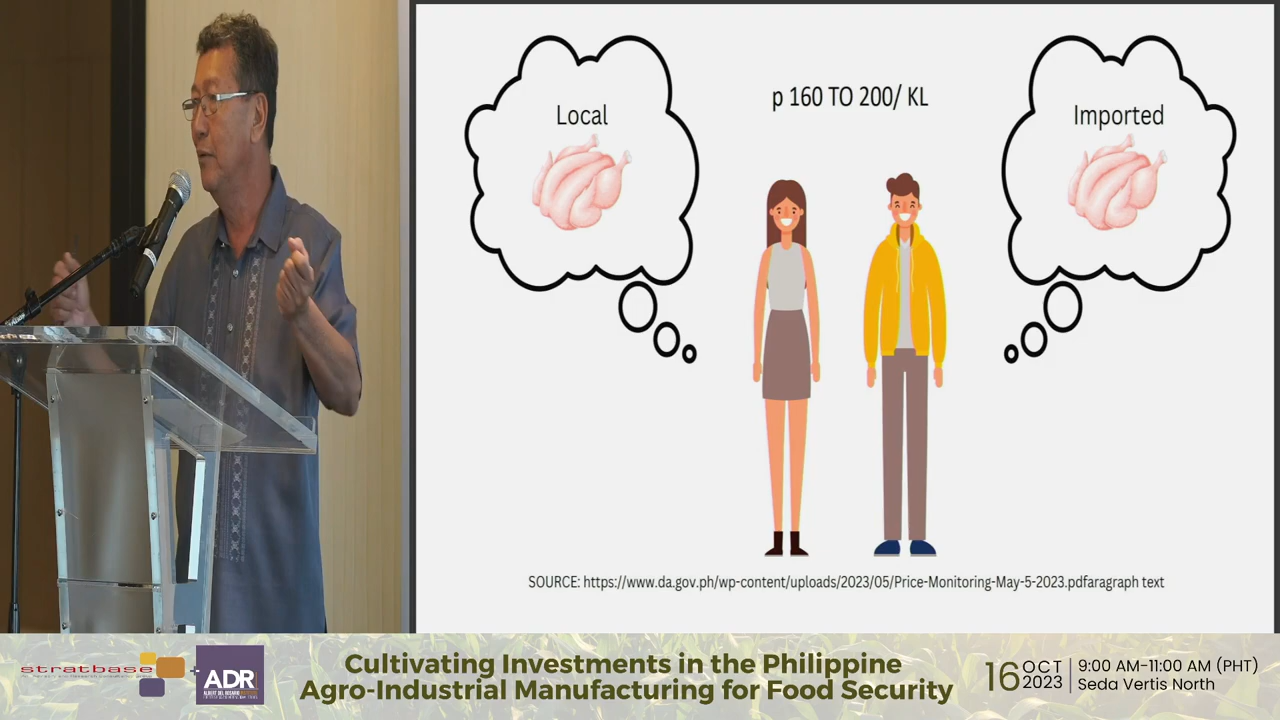 Local
p 160 TO 200/ KL
Imported
SOURCE: https://www.da.gov.ph/wp-content/uploads/2023/05/Price-Monitoring-May-5-2023.pdfaragraph text
stratbase
ADR
Cultivating Investments in the Philippine
Agro-Industrial Manufacturing for Food Security
16 OCT 2023
9:00 AM-11:00 AM (PHT)
Seda Vertis North